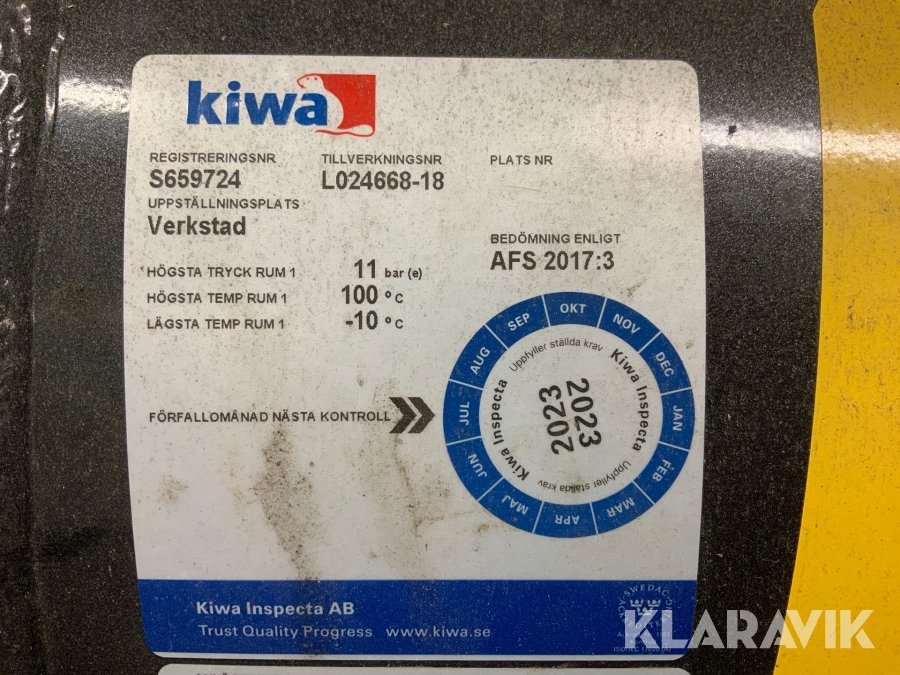 kiwa
REGISTRERINGSNR TILLVERKNINGSNR PLATS NR
S659724 L024668-18
UPPSTÄLLNINGSPLATS
Verkstad
BEDÖMNING ENLIGT
AFS 2017:3
HÖGSTA TRYCK RUM 1 11 bar (e)
HÖGSTA TEMP RUM 1 100 °C
LÄGSTA TEMP RUM 1 -10 °C
FÖRFALLOMÅNAD NÄSTA KONTROLL
JAN
FEB
MAR
APR
MAJ
JUN
JUL
AUG
SEP
OKT
NOV
DEC
Uppfyller ställda krav
Kiwa Inspecta
Uppfyller ställda krav
Kiwa Inspecta
2023
2023
Kiwa Inspecta AB
Trust Quality Progress www.kiwa.se
SWEDAC
KLARAVIK